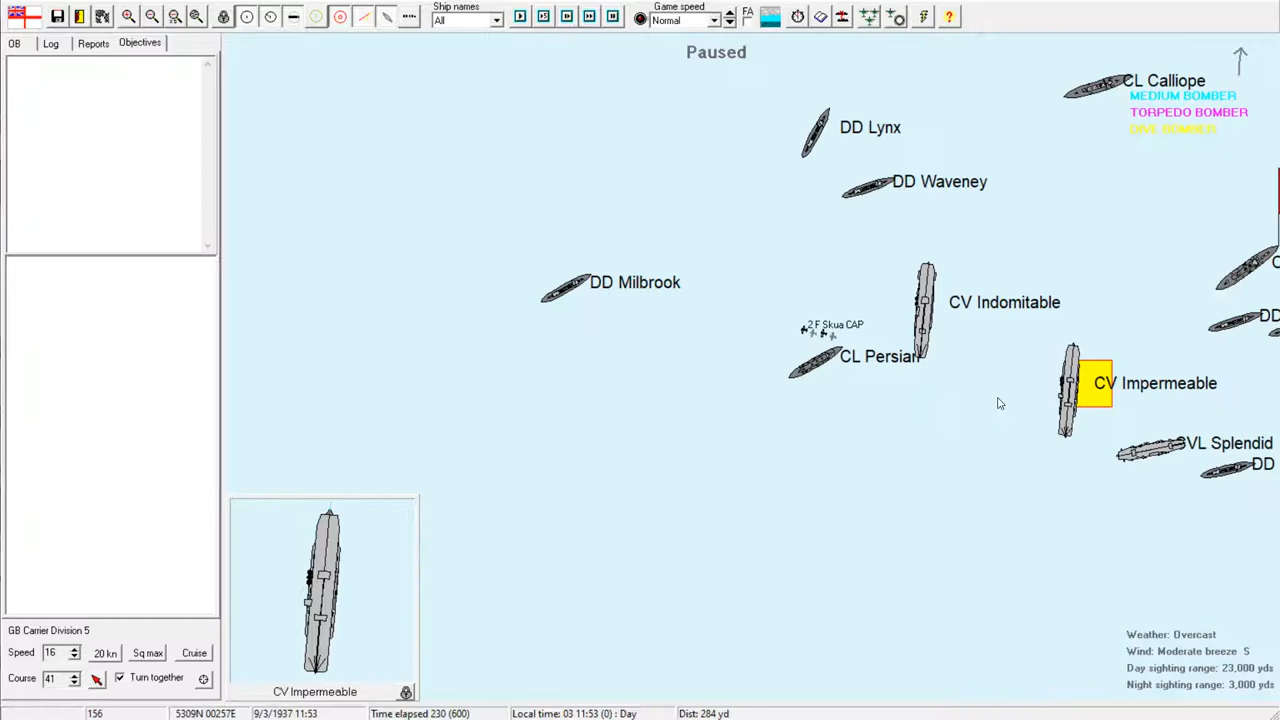 Ship names
All
Game speed
Normal
FA
OB
Log
Reports
Objectives
Paused
CL Calliope
MEDIUM BOMBER
TORPEDO BOMBER
DIVE BOMBER
DD Lynx
DD Waveney
DD Milbrook
CV Indomitable
C
DD
2 F Skua CAP
CL Persian
CV Impermeable
CVL Splendid
DD
GB Carrier Division 5
Speed 16 20 kn Sq max Cruise
Course 41 Turn together
CV Impermeable
Weather: Overcast
Wind: Moderate breeze S
Day sighting range: 23,000 yds
Night sighting range: 3,000 yds
156 5309N 00257E 9/3/1937 11:53 Time elapsed 230 (600) Local time: 03 11:53 (0) : Day Dist: 284 yd